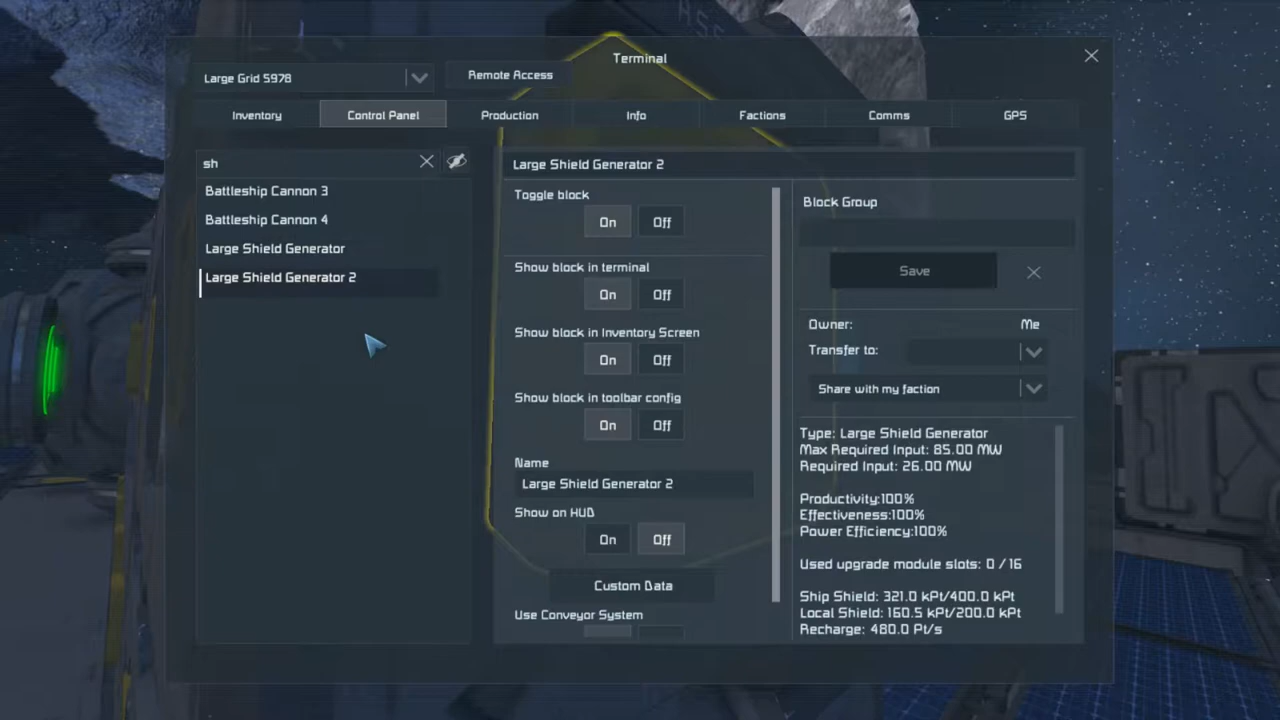 Terminal
Large Grid 5978
Remote Access
Inventory
Control Panel
Production
Info
Factions
Comms
GPS
sh
Battleship Cannon 3
Battleship Cannon 4
Large Shield Generator
Large Shield Generator 2
Large Shield Generator 2
Toggle block
On Off
Show block in terminal
On Off
Show block in Inventory Screen
On Off
Show block in toolbar config
On Off
Name
Large Shield Generator 2
Show on HUD
On Off
Custom Data
Use Conveyor System
Block Group
Save
Owner: Me
Transfer to:
Share with my faction
Type: Large Shield Generator
Max Required Input: 85.00 MW
Required Input: 26.00 MW
Productivity:100%
Effectiveness:100%
Power Efficiency:100%
Used upgrade module slots: 0 / 16
Ship Shield: 321.0 kPt/400.0 kPt
Local Shield: 160.5 kPt/200.0 kPt
Recharge: 480.0 Pt/s